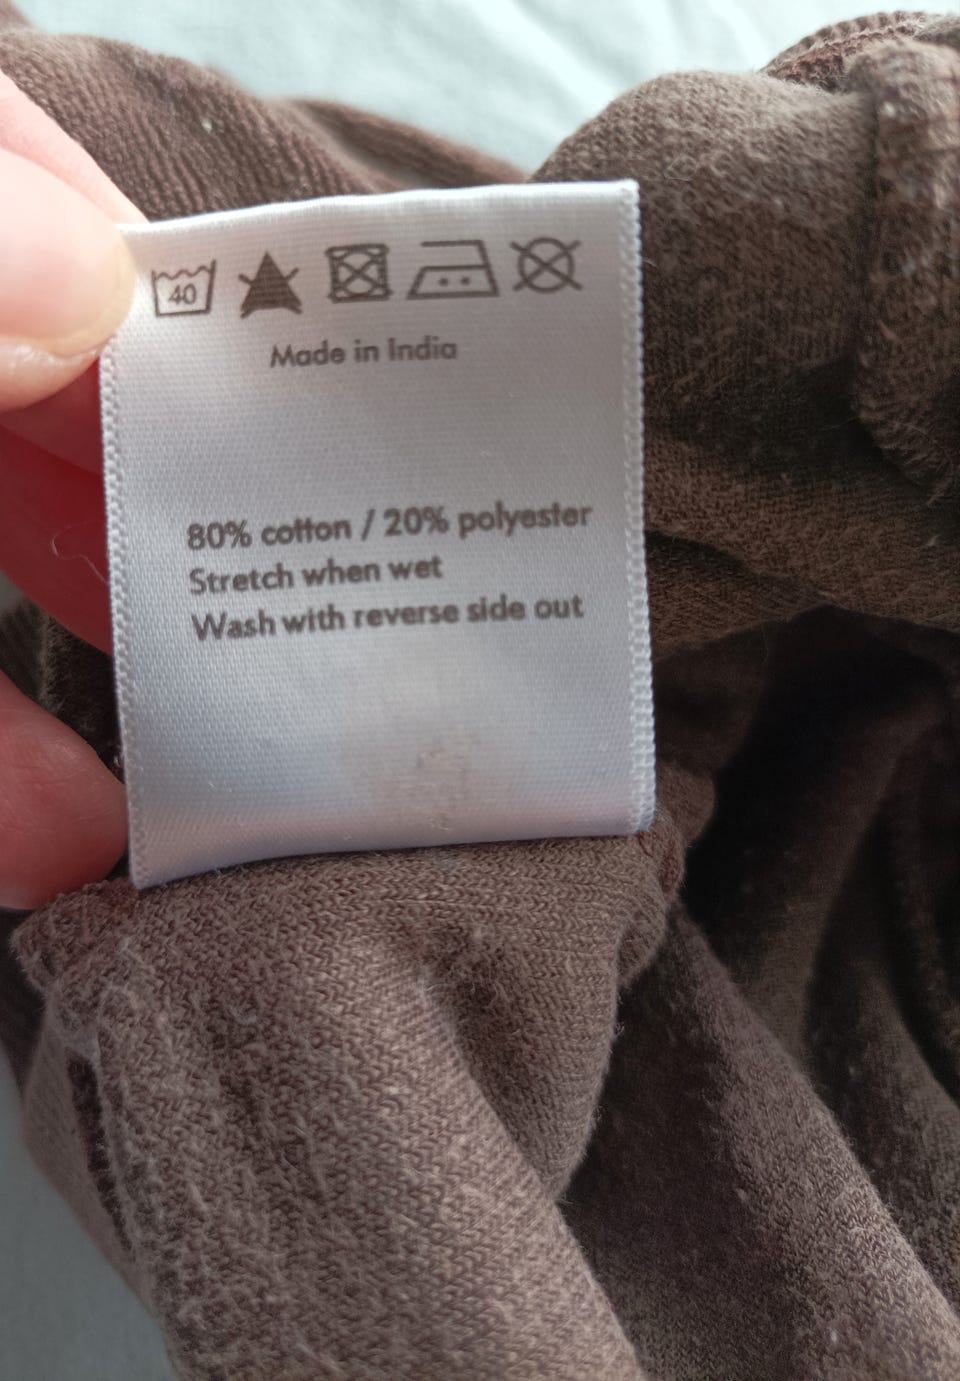 40
Made in India
80% cotton / 20% polyester
Stretch when wet
Wash with reverse side out